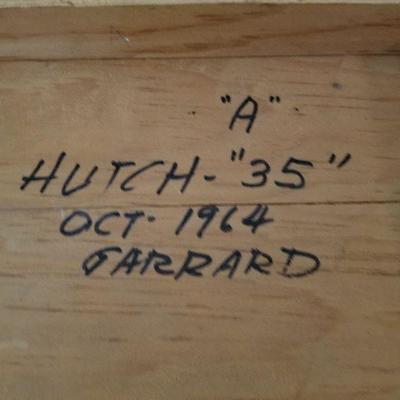 "A"
HUTCH-"35"
OCT- 1964
GARRARD